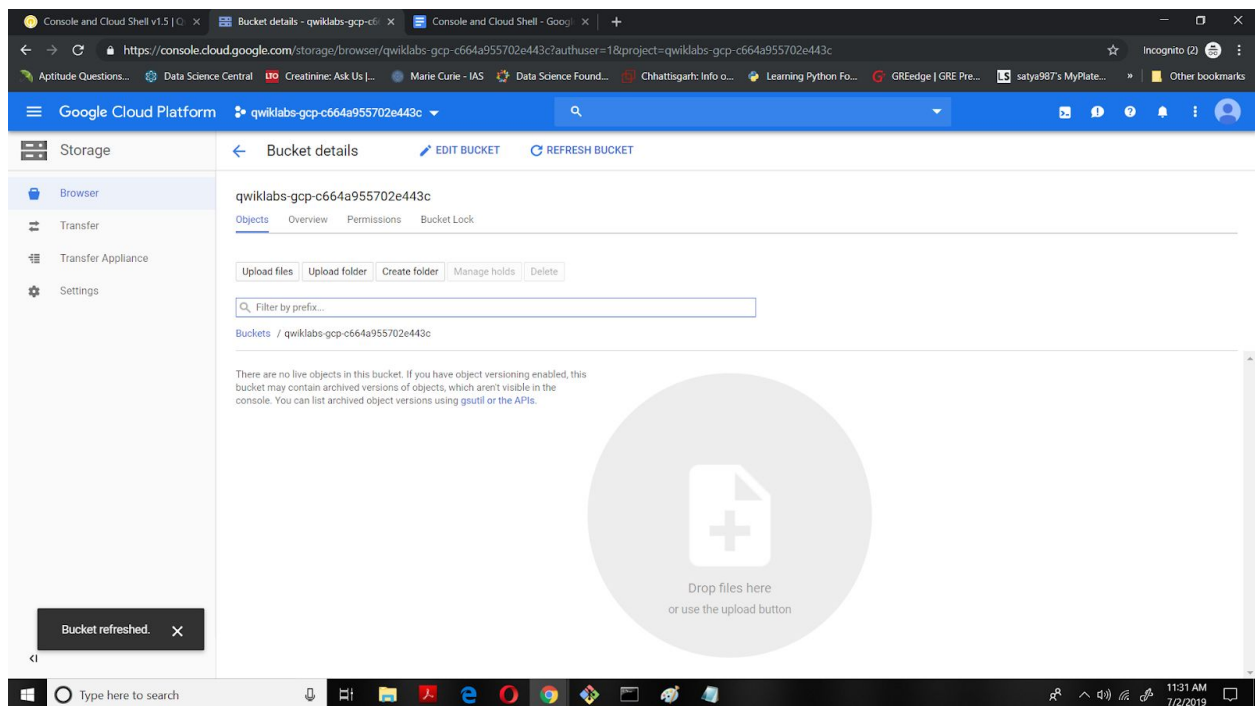 Console and Cloud Shell v1.5 | Q
Bucket details - qwiklabs-gcp-c6
Console and Cloud Shell - Googl
https://console.cloud.google.com/storage/browser/qwiklabs-gcp-c664a955702e443c?authuser=1&project=qwiklabs-gcp-c664a955702e443c
Incognito (2)
Aptitude Questions...
Data Science Central
LTO Creatinine: Ask Us |...
Marie Curie - IAS
Data Science Found...
Chhattisgarh: Info o...
Learning Python Fo...
G GREedge | GRE Pre...
LS satya987's MyPlate...
»
Other bookmarks
Google Cloud Platform
qwiklabs-gcp-c664a955702e443c
Storage
Bucket details
EDIT BUCKET
REFRESH BUCKET
Browser
Transfer
Transfer Appliance
Settings
qwiklabs-gcp-c664a955702e443c
Objects Overview Permissions Bucket Lock
Upload files Upload folder Create folder Manage holds Delete
Filter by prefix...
Buckets / qwiklabs-gcp-c664a955702e443c
There are no live objects in this bucket. If you have object versioning enabled, this
bucket may contain archived versions of objects, which aren't visible in the
console. You can list archived object versions using gsutil or the APIs.
Drop files here
or use the upload button
Bucket refreshed.
Type here to search
11:31 AM
7/2/2019